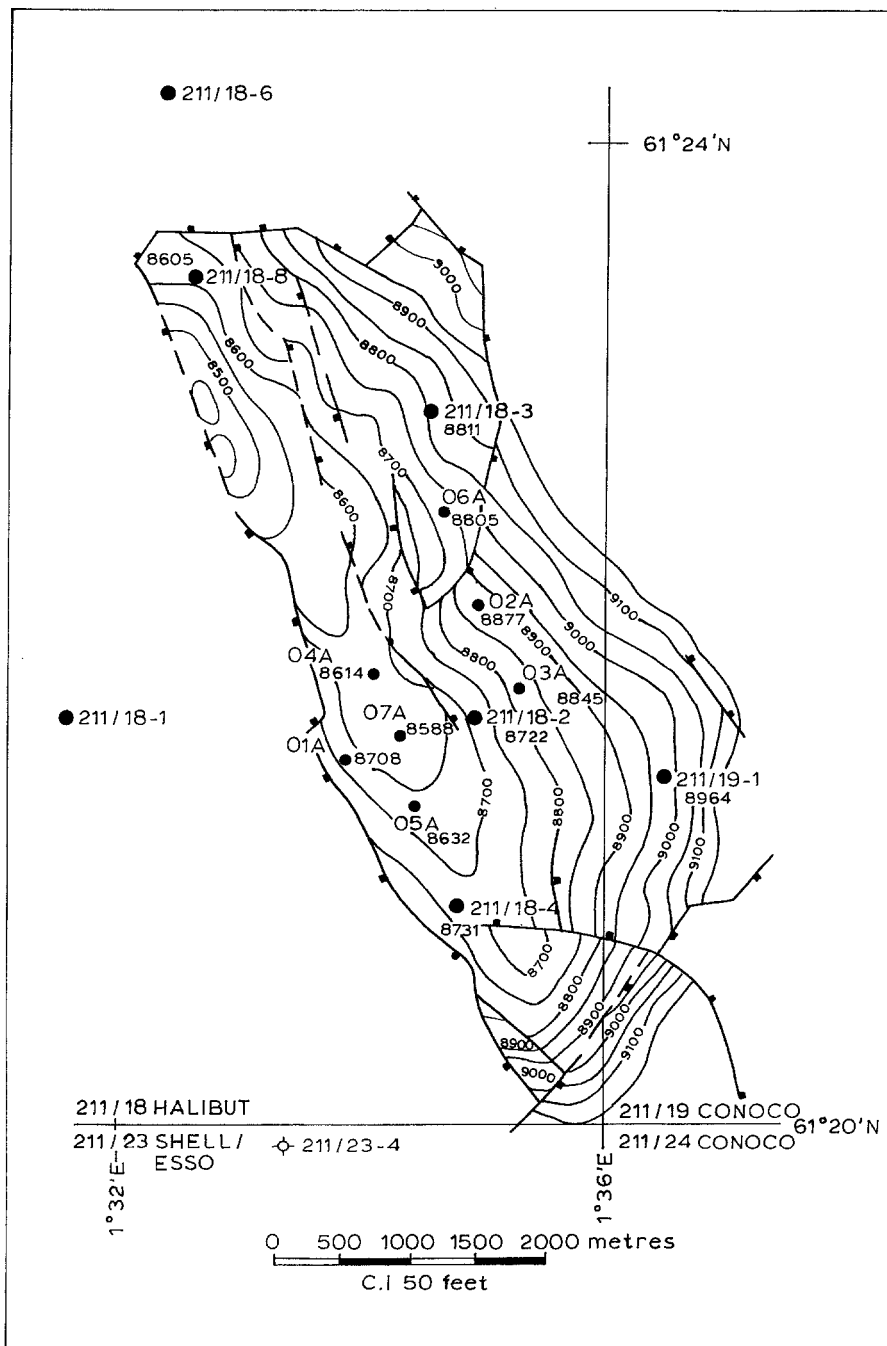 211/18-6
61°24'N
8605
211/18-8
9000
8900
8800
8600
8500
211/18-3
8811
8700
8600
06A
8805
8700
02A
8877
8900
9100
9000
8800
04A
8614
03A
8845
211/18-1
07A
8588
211/18-2
8722
01A
8708
211/19-1
8964
8700
8800
8900
9000
9100
05A
8632
211/18-4
8731
8700
8800
8900
9000
9100
8900
9000
211/18 HALIBUT
211/19 CONOCO
61°20'N
211/23 SHELL/
ESSO
211/23-4
211/24 CONOCO
1°32'E
1°36'E
0 500 1000 1500 2000 metres
C.I 50 feet